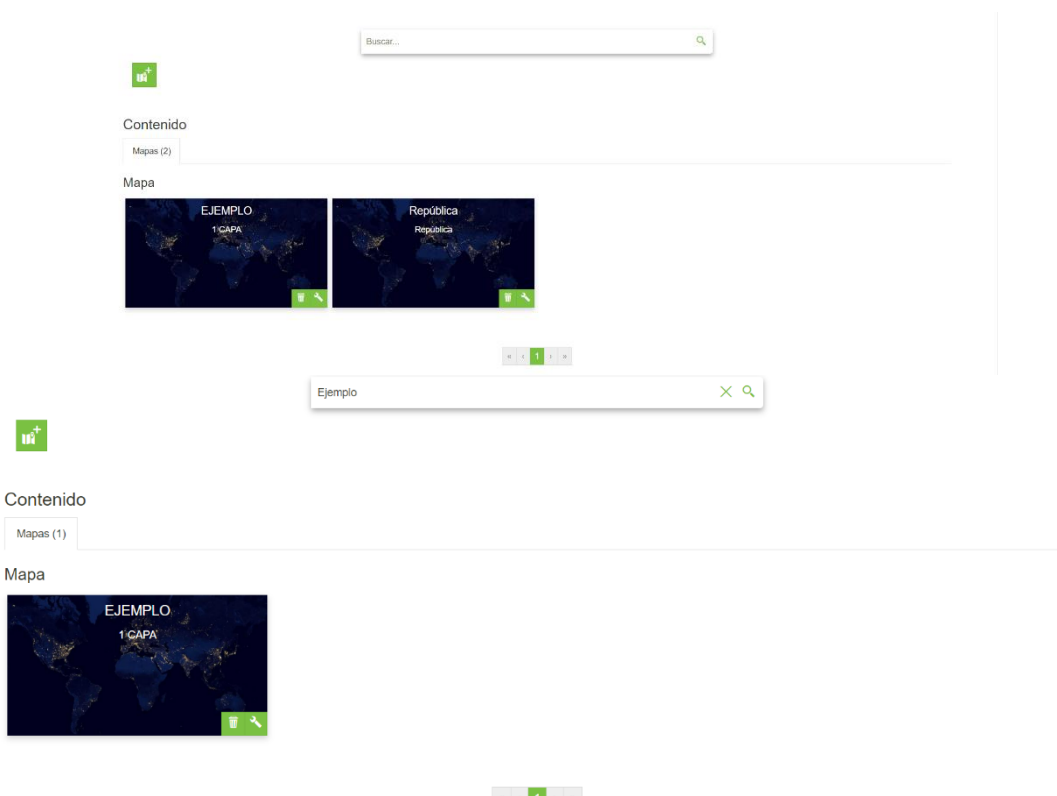 Buscar...
Contenido
Mapas (2)
Mapa
EJEMPLO
1 CAPA
República
República
« ‹ 1 › »
Ejemplo
Contenido
Mapas (1)
Mapa
EJEMPLO
1 CAPA